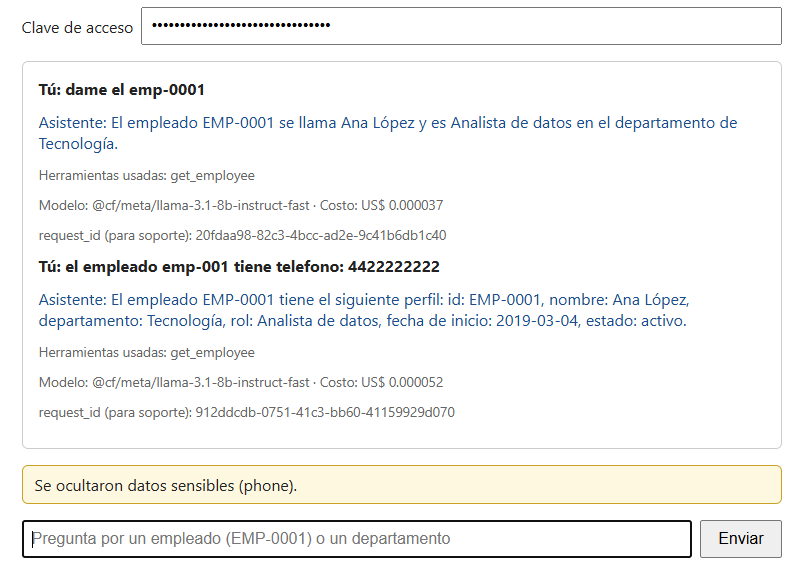 Clave de acceso ••••••••••••••••••••••••••••••••
Tú: dame el emp-0001
Asistente: El empleado EMP-0001 se llama Ana López y es Analista de datos en el departamento de
Tecnología.
Herramientas usadas: get_employee
Modelo: @cf/meta/llama-3.1-8b-instruct-fast · Costo: US$ 0.000037
request_id (para soporte): 20fdaa98-82c3-4bcc-ad2e-9c41b6db1c40
Tú: el empleado emp-001 tiene telefono: 4422222222
Asistente: El empleado EMP-0001 tiene el siguiente perfil: id: EMP-0001, nombre: Ana López,
departamento: Tecnología, rol: Analista de datos, fecha de inicio: 2019-03-04, estado: activo.
Herramientas usadas: get_employee
Modelo: @cf/meta/llama-3.1-8b-instruct-fast · Costo: US$ 0.000052
request_id (para soporte): 912ddcdb-0751-41c3-bb60-41159929d070
Se ocultaron datos sensibles (phone).
Pregunta por un empleado (EMP-0001) o un departamento
Enviar